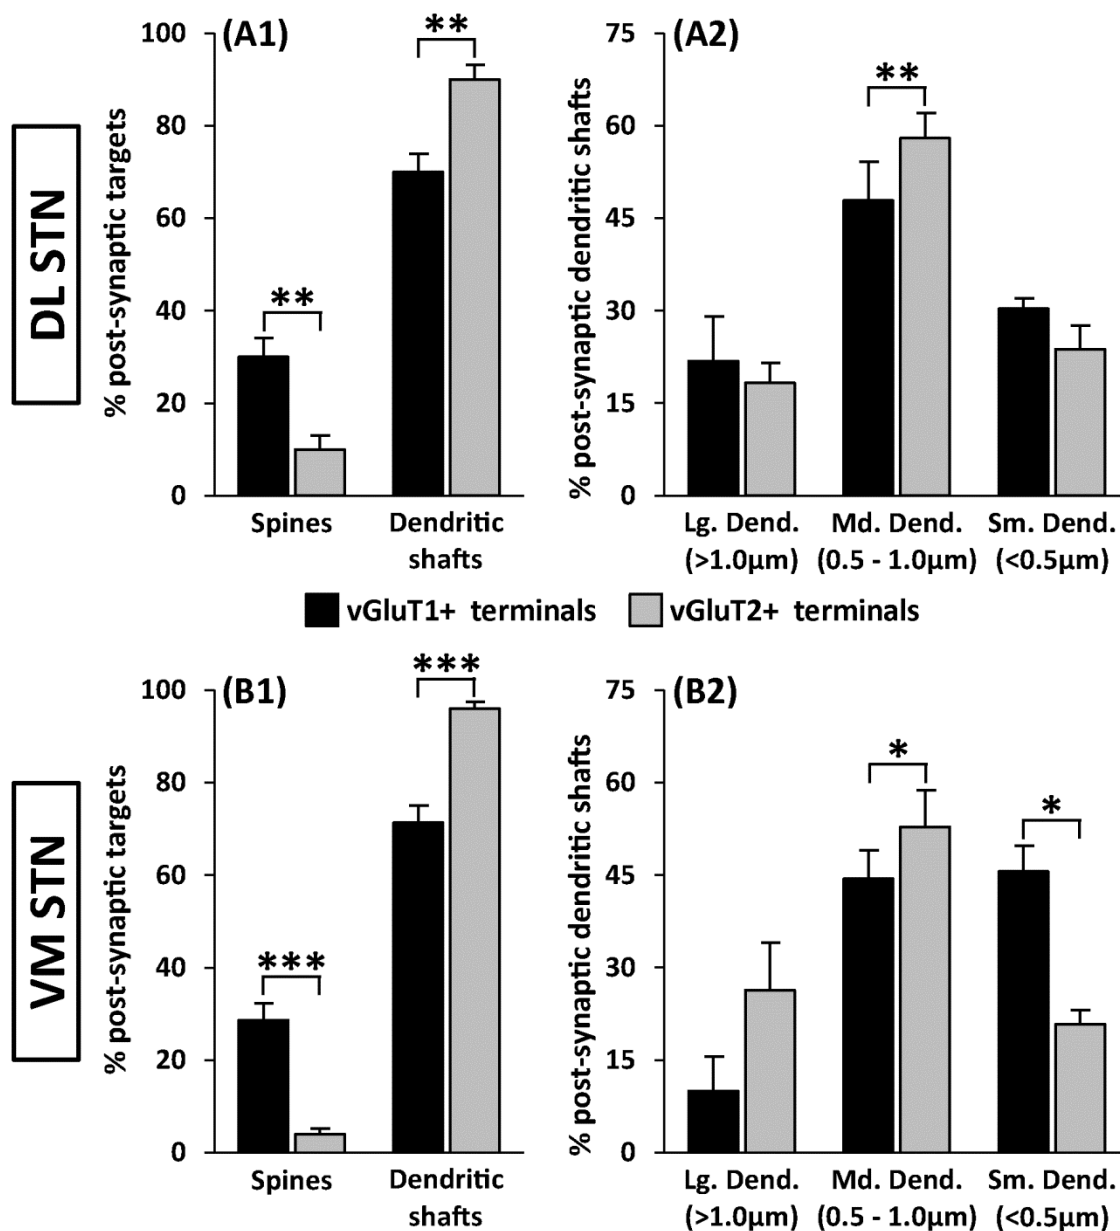 DL STN
(A1)
% post-synaptic targets
100
80
60
40
20
0
**
**
Spines
Dendritic
shafts
(A2)
% post-synaptic dendritic shafts
75
60
45
30
15
0
**
Lg. Dend.
(>1.0µm)
Md. Dend.
(0.5 - 1.0µm)
Sm. Dend.
(<0.5µm)
vGluT1+ terminals
vGluT2+ terminals
VM STN
(B1)
% post-synaptic targets
100
80
60
40
20
0
***
***
Spines
Dendritic
shafts
(B2)
% post-synaptic dendritic shafts
75
60
45
30
15
0
*
*
Lg. Dend.
(>1.0µm)
Md. Dend.
(0.5 - 1.0µm)
Sm. Dend.
(<0.5µm)